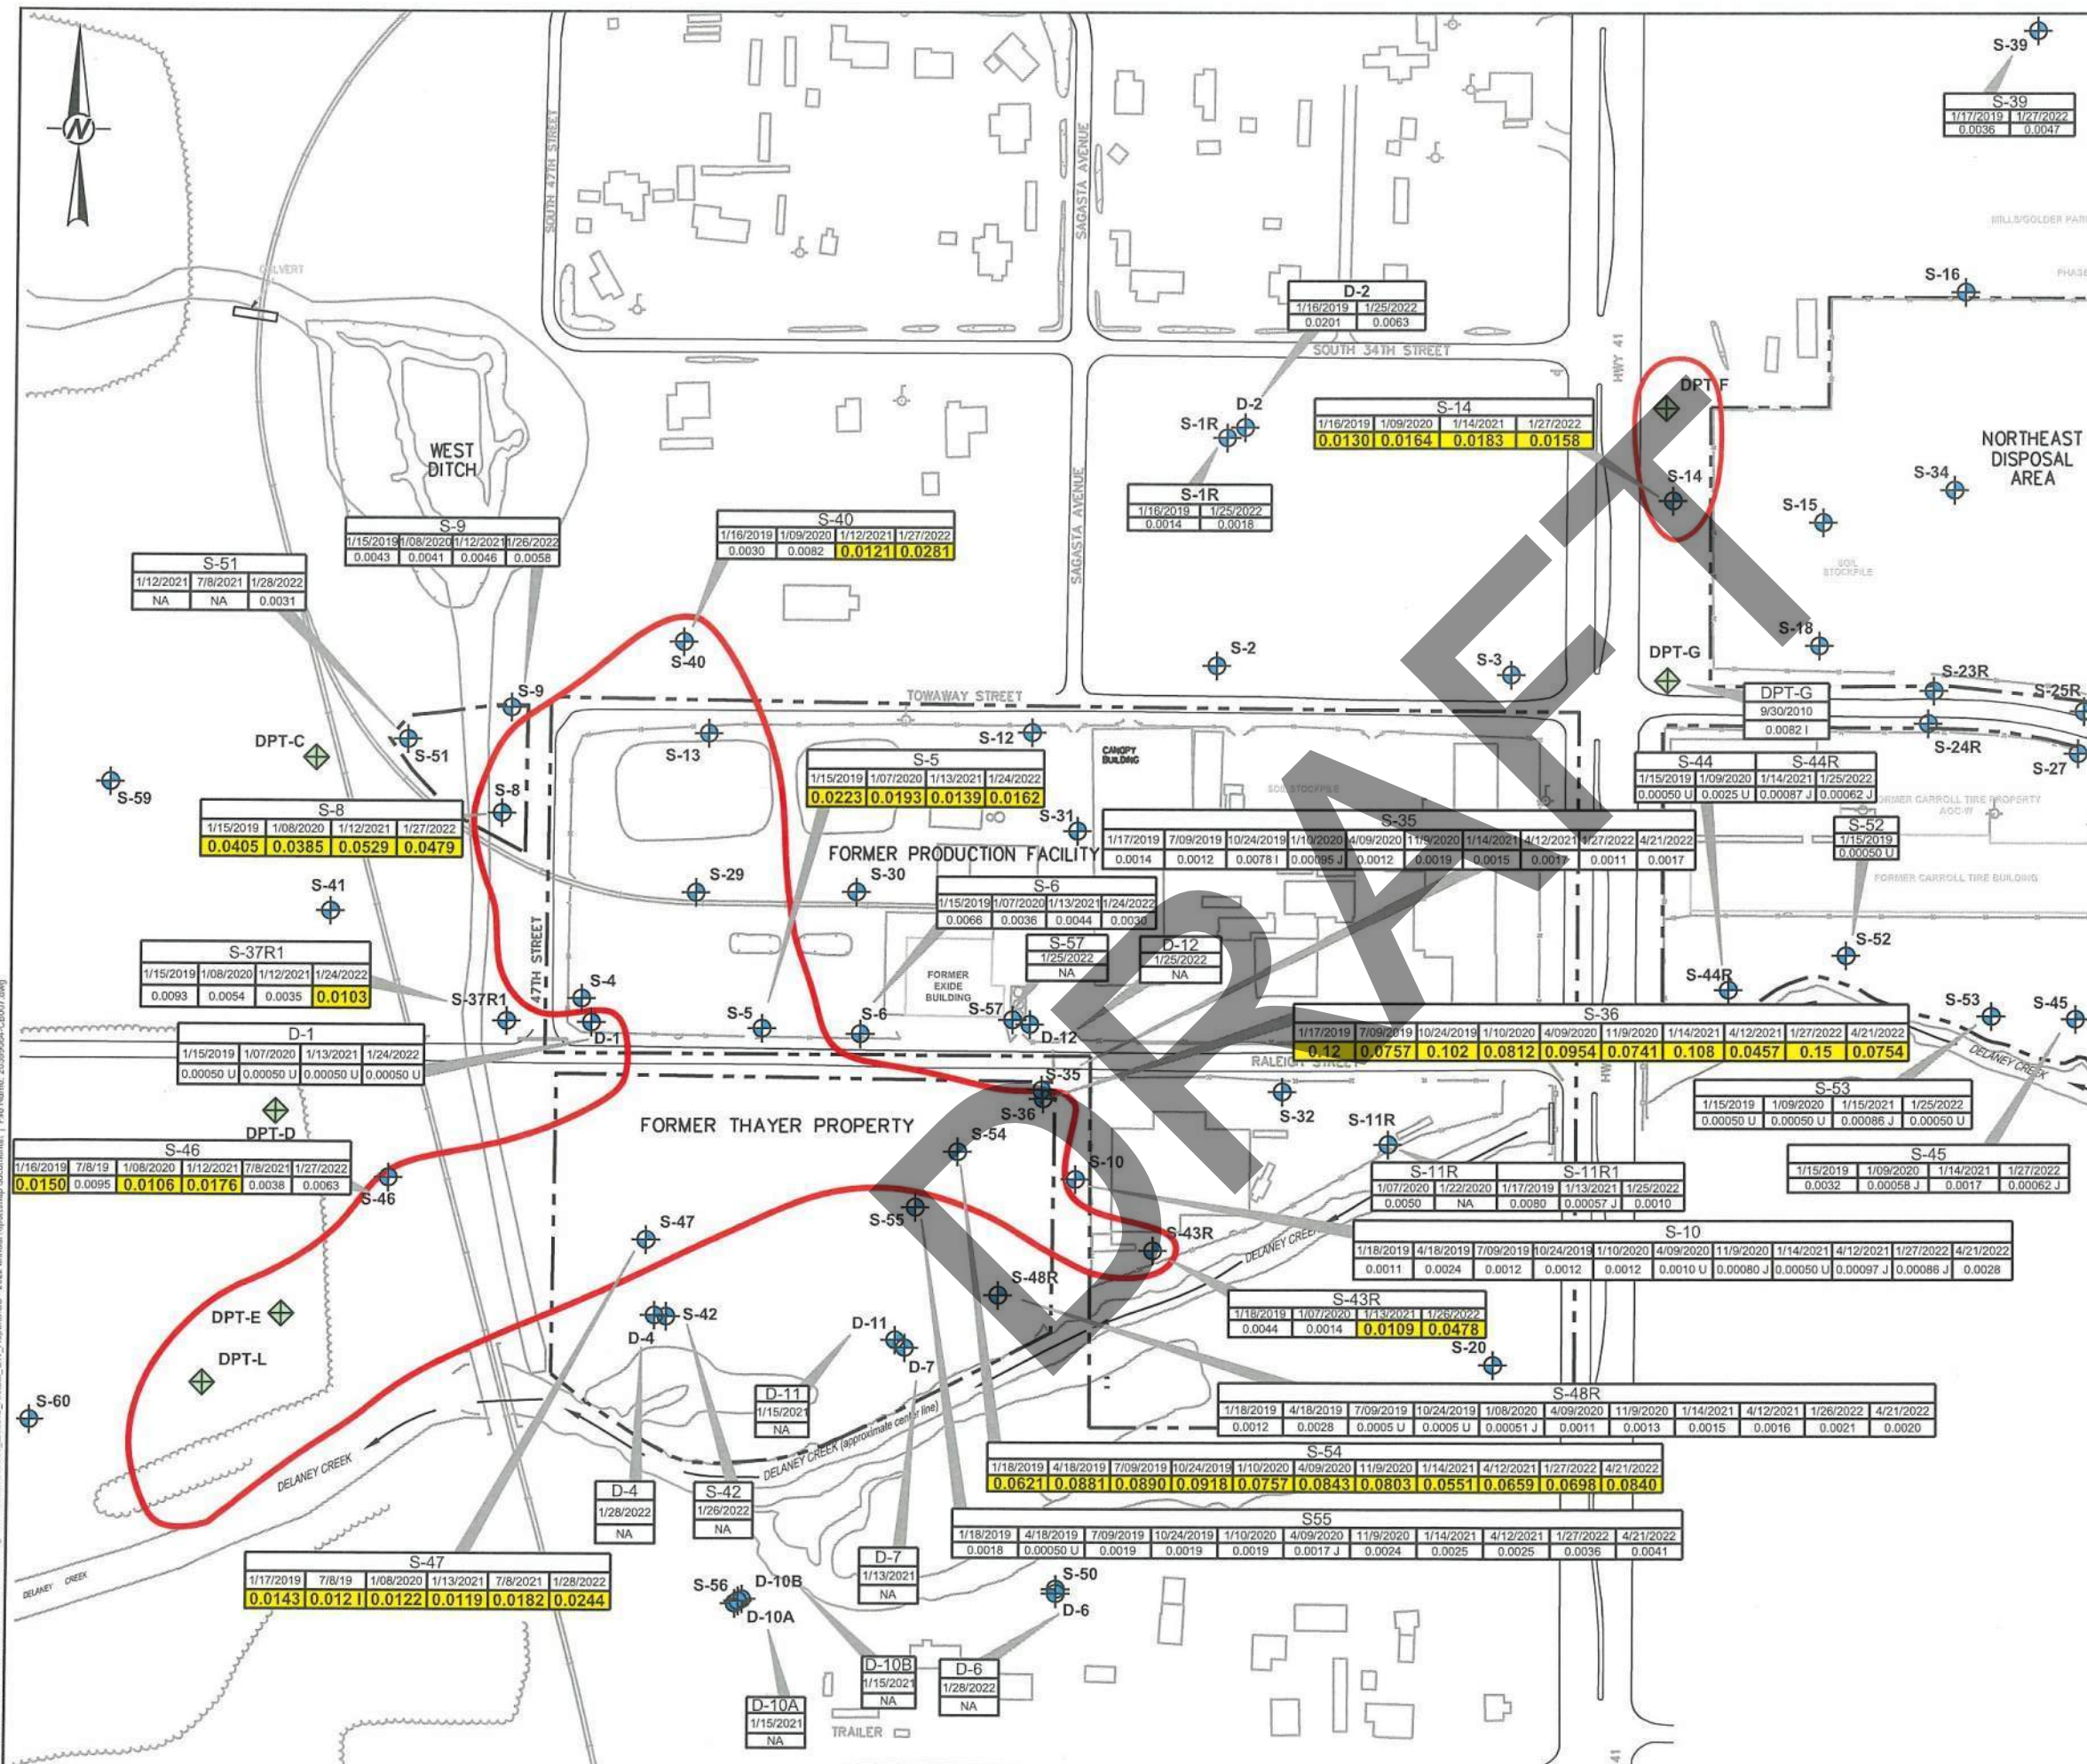 N
S-39
S-39
1/17/2019 1/27/2022
0.0036 0.0047
SOUTH 47TH STREET
SAGASTA AVENUE
CULVERT
S-16
D-2
1/16/2019 1/25/2022
0.0201 0.0063
SOUTH 34TH STREET
HWY 41
DPT-F
WEST
DITCH
S-1R
D-2
S-14
1/16/2019 1/09/2020 1/14/2021 1/27/2022
0.0130 0.0164 0.0183 0.0158
NORTHEAST
DISPOSAL
AREA
S-34
S-14
S-15
SAGASTA AVENUE
S-1R
1/16/2019 1/25/2022
0.0014 0.0018
S-9
1/15/2019 1/08/2020 1/12/2021 1/26/2022
0.0043 0.0041 0.0046 0.0058
S-40
1/16/2019 1/09/2020 1/12/2021 1/27/2022
0.0030 0.0082 0.0121 0.0281
S-51
1/12/2021 7/8/2021 1/28/2022
NA NA 0.0031
SOIL
STOCKPILE
S-40
S-2
S-3
S-18
DPT-G
S-9
TOWAWAY STREET
S-23R
S-25R
DPT-G
9/30/2010
0.0082 I
DPT-C
S-51
S-13
S-12
CANOPY
BUILDING
S-24R
S-27
S-5
1/15/2019 1/07/2020 1/13/2021 1/24/2022
0.0223 0.0193 0.0139 0.0162
S-44 S-44R
1/15/2019 1/09/2020 1/14/2021 1/25/2022
0.00050 U 0.0025 U 0.00087 J 0.00062 J
S-59
S-8
SOIL STOCKPILE
FORMER CARROLL TIRE PROPERTY
AOC-W
S-8
1/15/2019 1/08/2020 1/12/2021 1/27/2022
0.0405 0.0385 0.0529 0.0479
S-31
S-35
1/17/2019 7/09/2019 10/24/2019 1/10/2020 4/09/2020 11/9/2020 1/14/2021 4/12/2021 1/27/2022 4/21/2022
0.0014 0.0012 0.0078 I 0.00095 J 0.0012 0.0019 0.0015 0.0017 0.0011 0.0017
S-52
1/15/2019
0.00050 U
FORMER PRODUCTION FACILITY
S-41
S-29
S-30
FORMER CARROLL TIRE BUILDING
S-6
1/15/2019 1/07/2020 1/13/2021 1/24/2022
0.0066 0.0036 0.0044 0.0030
47TH STREET
S-37R1
1/15/2019 1/08/2020 1/12/2021 1/24/2022
0.0093 0.0054 0.0035 0.0103
S-57
1/25/2022
NA
D-12
1/25/2022
NA
S-52
FORMER
EXIDE
BUILDING
S-37R1
S-4
S-44R
S-53
S-45
S-5
S-6
S-57
D-12
D-1
D-1
1/15/2019 1/07/2020 1/13/2021 1/24/2022
0.00050 U 0.00050 U 0.00050 U 0.00050 U
S-36
1/17/2019 7/09/2019 10/24/2019 1/10/2020 4/09/2020 11/9/2020 1/14/2021 4/12/2021 1/27/2022 4/21/2022
0.12 0.0757 0.102 0.0812 0.0954 0.0741 0.108 0.0457 0.15 0.0754
RALEIGH STREET
DELANEY CREEK
S-35
S-36
S-32
S-53
1/15/2019 1/09/2020 1/15/2021 1/25/2022
0.00050 U 0.00050 U 0.00086 J 0.00050 U
DPT-D
FORMER THAYER PROPERTY
S-54
S-11R
S-46
1/16/2019 7/8/19 1/08/2020 1/12/2021 7/8/2021 1/27/2022
0.0150 0.0095 0.0106 0.0176 0.0038 0.0063
S-46
S-10
S-45
1/15/2019 1/09/2020 1/14/2021 1/27/2022
0.0032 0.00058 J 0.0017 0.00062 J
S-11R S-11R1
1/07/2020 1/22/2020 1/17/2019 1/13/2021 1/25/2022
0.0050 NA 0.0080 0.00057 J 0.0010
S-47
S-55
S-43R
DELANEY CREEK
S-10
1/18/2019 4/18/2019 7/09/2019 10/24/2019 1/10/2020 4/09/2020 11/9/2020 1/14/2021 4/12/2021 1/27/2022 4/21/2022
0.0011 0.0024 0.0012 0.0012 0.0012 0.0010 U 0.00080 J 0.00050 U 0.00097 J 0.00086 J 0.0028
S-48R
DPT-E
S-43R
1/18/2019 1/07/2020 1/13/2021 1/26/2022
0.0044 0.0014 0.0109 0.0478
D-4
S-42
D-11
D-7
S-20
DPT-L
S-60
D-11
1/15/2021
NA
S-48R
1/18/2019 4/18/2019 7/09/2019 10/24/2019 1/08/2020 4/09/2020 11/9/2020 1/14/2021 4/12/2021 1/26/2022 4/21/2022
0.0012 0.0028 0.0005 U 0.0005 U 0.00051 J 0.0011 0.0013 0.0015 0.0016 0.0021 0.0020
DELANEY CREEK (approximate center line)
DELANEY CREEK
S-54
1/18/2019 4/18/2019 7/09/2019 10/24/2019 1/10/2020 4/09/2020 11/9/2020 1/14/2021 4/12/2021 1/27/2022 4/21/2022
0.0621 0.0881 0.0890 0.0918 0.0757 0.0843 0.0803 0.0551 0.0659 0.0698 0.0840
D-4
1/28/2022
NA
S-42
1/26/2022
NA
S55
1/18/2019 4/18/2019 7/09/2019 10/24/2019 1/10/2020 4/09/2020 11/9/2020 1/14/2021 4/12/2021 1/27/2022 4/21/2022
0.0018 0.00050 U 0.0019 0.0019 0.0019 0.0017 J 0.0024 0.0025 0.0025 0.0036 0.0041
S-47
1/17/2019 7/8/19 1/08/2020 1/13/2021 7/8/2021 1/28/2022
0.0143 0.012 I 0.0122 0.0119 0.0182 0.0244
D-7
1/13/2021
NA
DELANEY CREEK
S-56
D-10B
D-10A
S-50
D-6
D-10B
1/15/2021
NA
D-6
1/28/2022
NA
D-10A
1/15/2021
NA
TRAILER
41
DRAFT